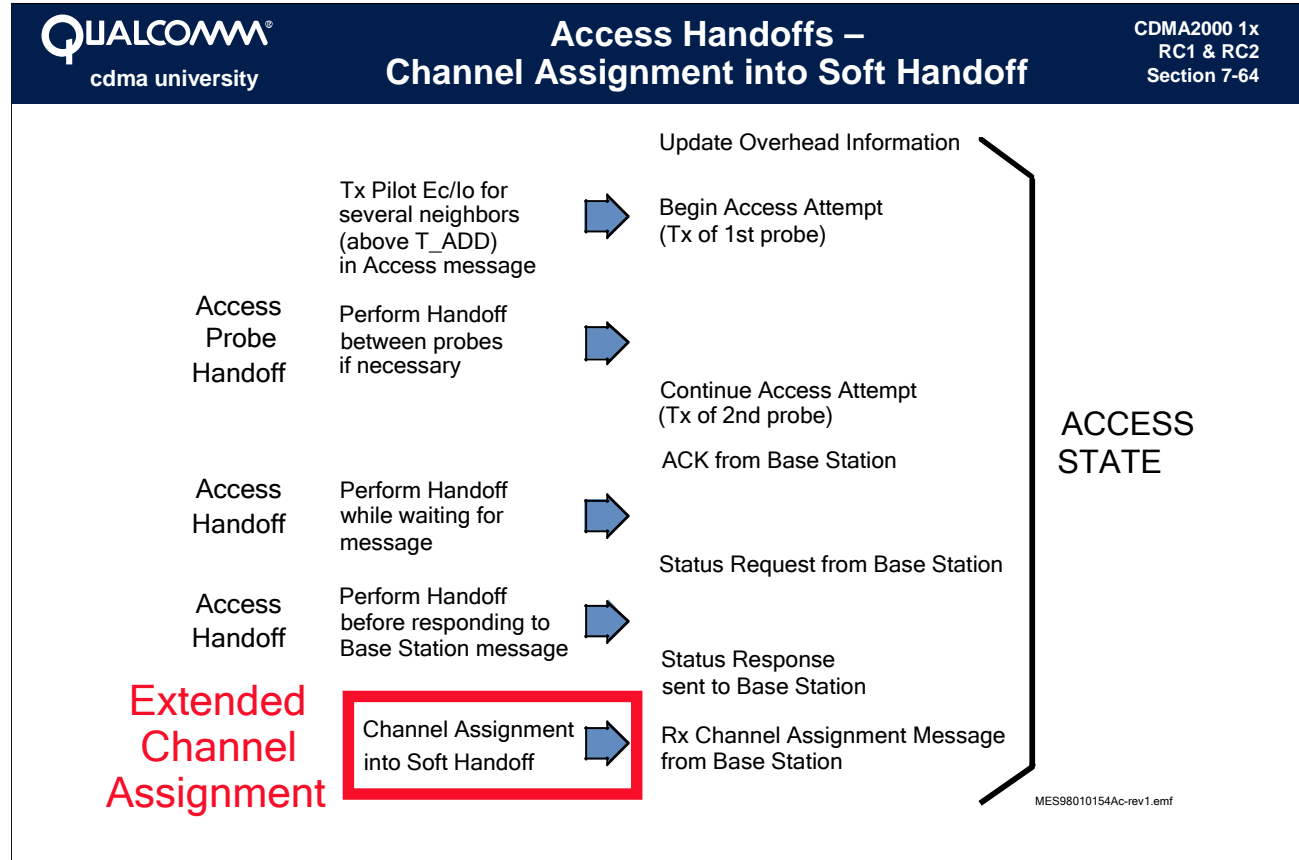 QUALCOMM®
cdma university
Access Handoffs –
Channel Assignment into Soft Handoff
CDMA2000 1x
RC1 & RC2
Section 7-64
Update Overhead Information
Tx Pilot Ec/Io for
several neighbors
(above T_ADD)
in Access message
Begin Access Attempt
(Tx of 1st probe)
Access
Probe
Handoff
Perform Handoff
between probes
if necessary
Continue Access Attempt
(Tx of 2nd probe)
ACCESS
STATE
ACK from Base Station
Access
Handoff
Perform Handoff
while waiting for
message
Status Request from Base Station
Access
Handoff
Perform Handoff
before responding to
Base Station message
Status Response
sent to Base Station
Extended
Channel
Assignment
Channel Assignment
into Soft Handoff
Rx Channel Assignment Message
from Base Station
MES98010154Ac-rev1.emf